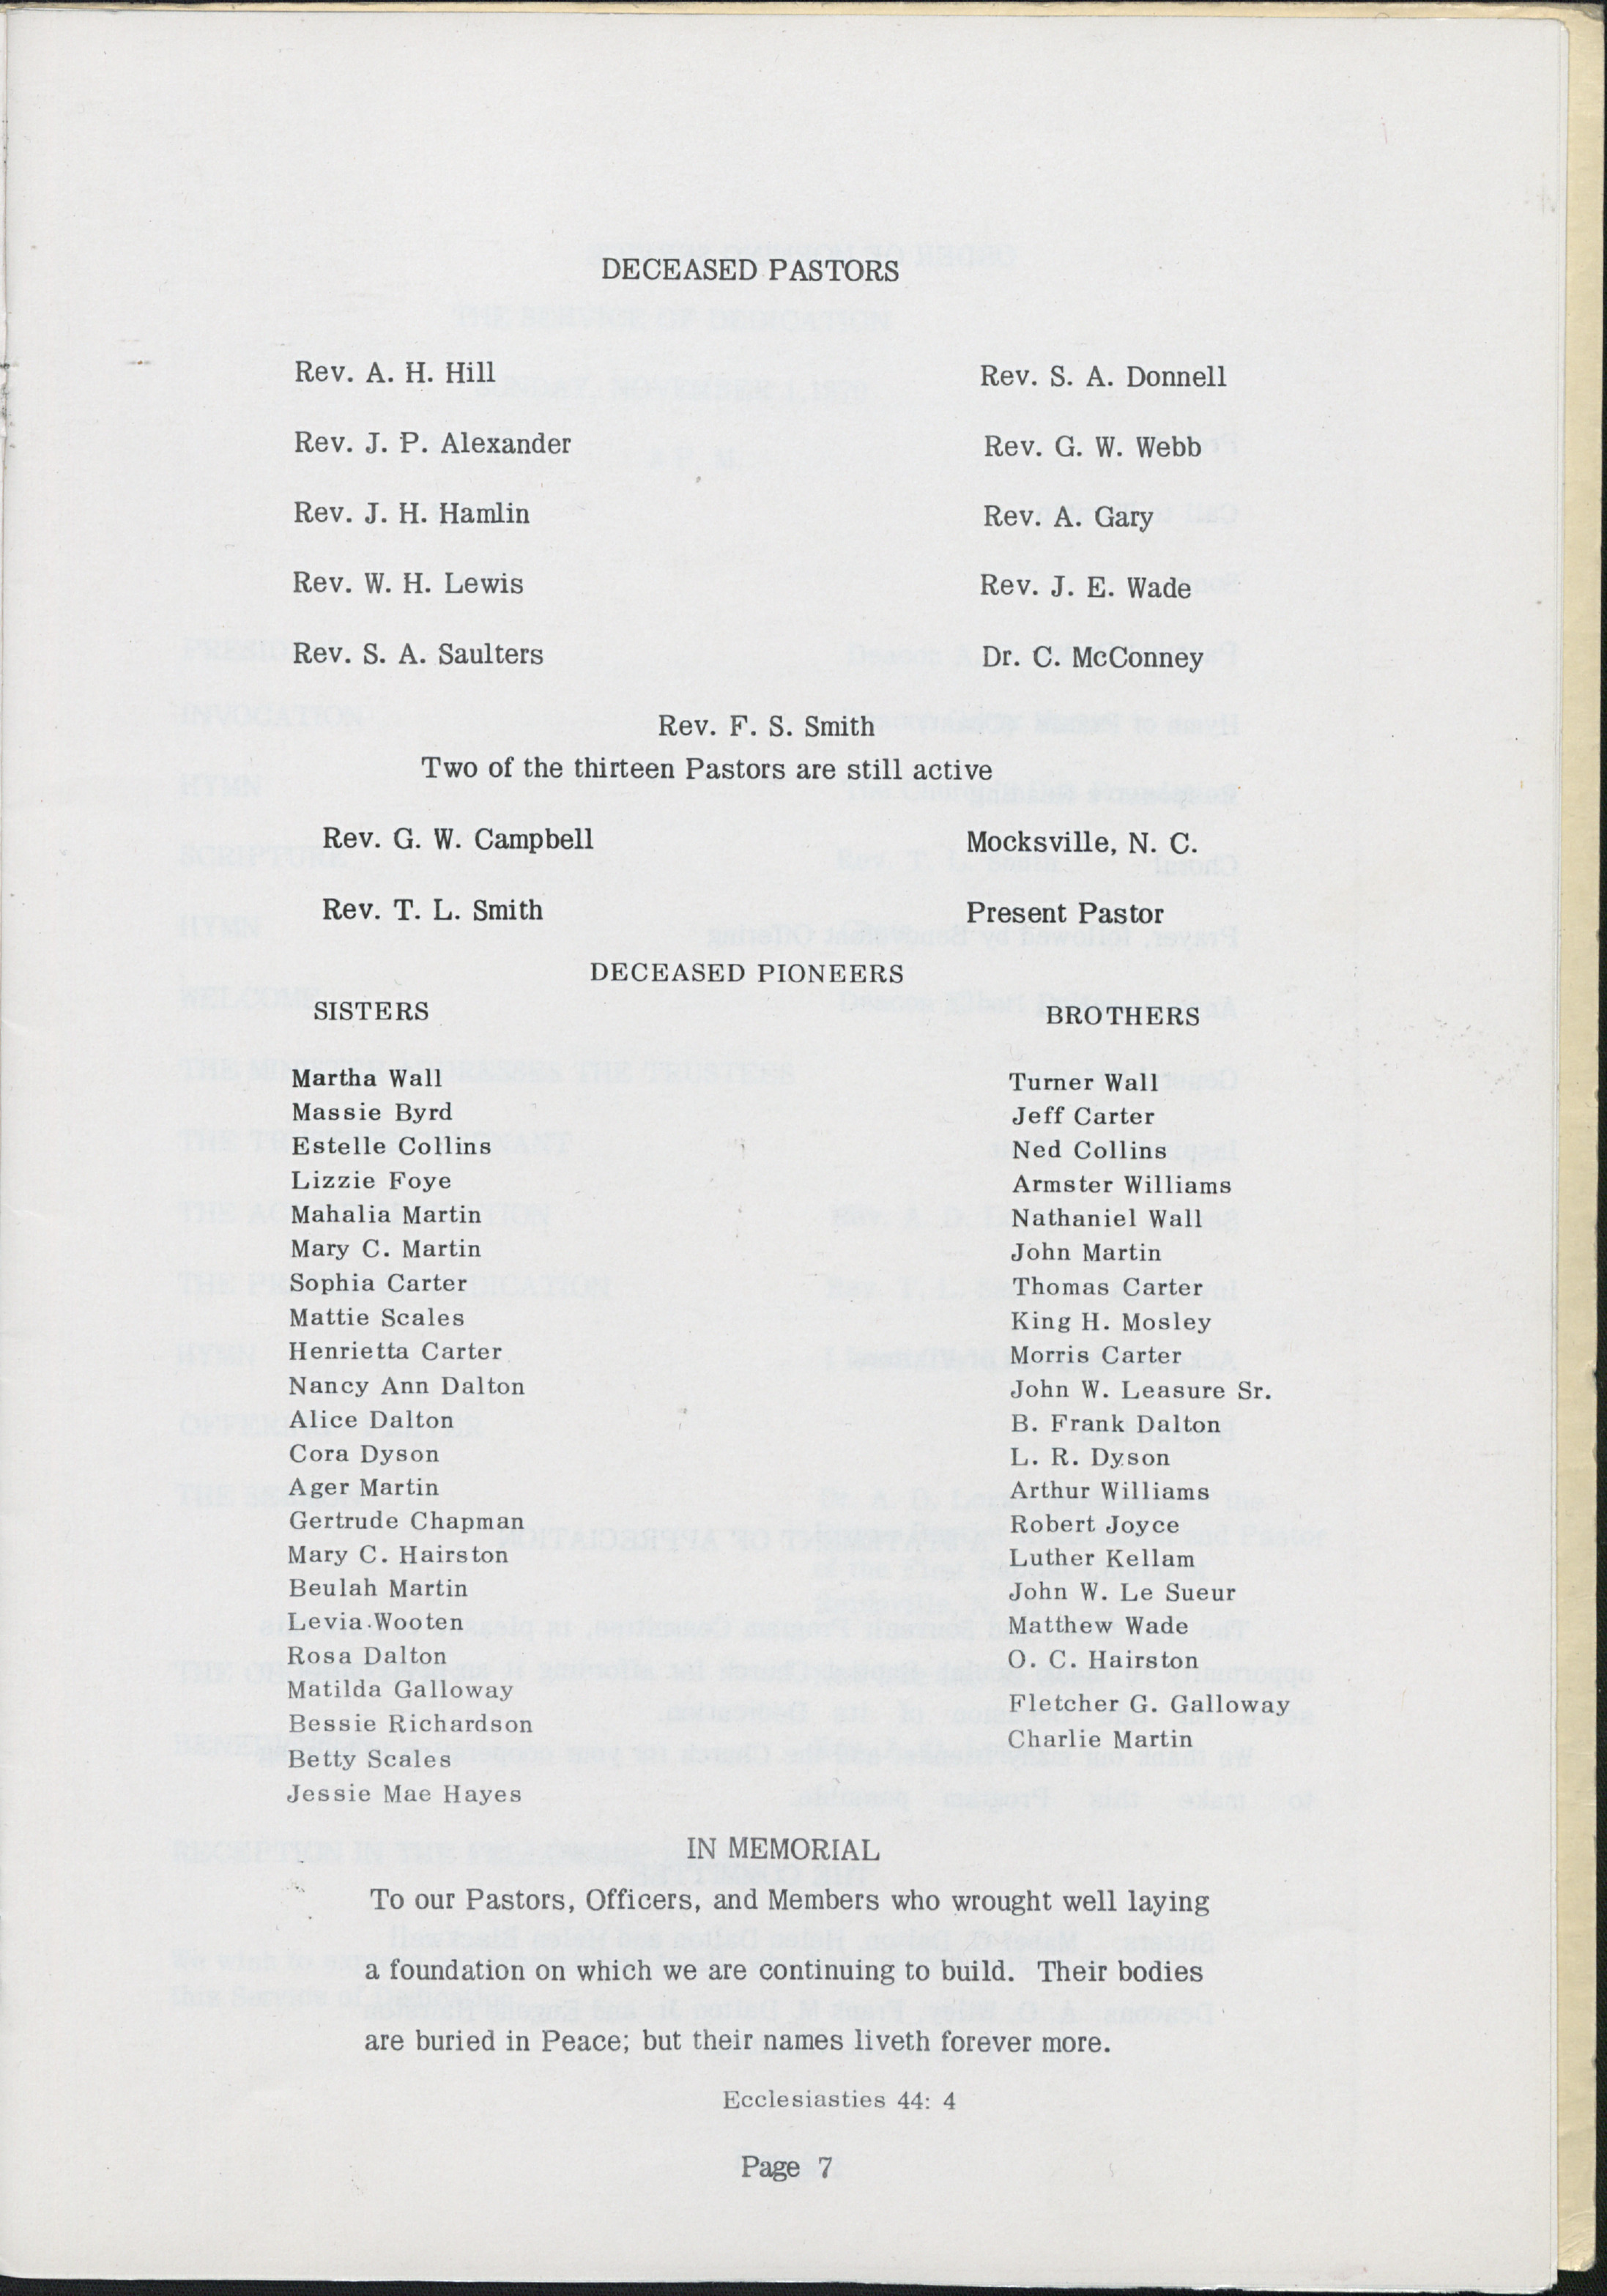 DECEASED PASTORS
Rev. A. H. Hill Rev. S. A. Donnell
Rev. J. P. Alexander Rev. G. W. Webb
Rev. J. H. Hamlin Rev. A. Gary
Rev. W. H. Lewis Rev. J. E. Wade
Rev. S. A. Saulters Dr. C. McConney
Rev. F. S. Smith
Two of the thirteen Pastors are still active
Rev. G. W. Campbell Mocksville, N. C.
Rev. T. L. Smith Present Pastor
DECEASED PIONEERS
SISTERS BROTHERS
Martha Wall Turner Wall
Massie Byrd Jeff Carter
Estelle Collins Ned Collins
Lizzie Foye Armster Williams
Mahalia Martin Nathaniel Wall
Mary C. Martin John Martin
Sophia Carter Thomas Carter
Mattie Scales King H. Mosley
Henrietta Carter Morris Carter
Nancy Ann Dalton John W. Leasure Sr.
Alice Dalton B. Frank Dalton
Cora Dyson L. R. Dyson
Ager Martin Arthur Williams
Gertrude Chapman Robert Joyce
Mary C. Hairston Luther Kellam
Beulah Martin John W. Le Sueur
Levia Wooten Matthew Wade
Rosa Dalton O. C. Hairston
Matilda Galloway Fletcher G. Galloway
Bessie Richardson Charlie Martin
Betty Scales
Jessie Mae Hayes
IN MEMORIAL
To our Pastors, Officers, and Members who wrought well laying
a foundation on which we are continuing to build. Their bodies
are buried in Peace; but their names liveth forever more.
Ecclesiasties 44: 4
Page 7